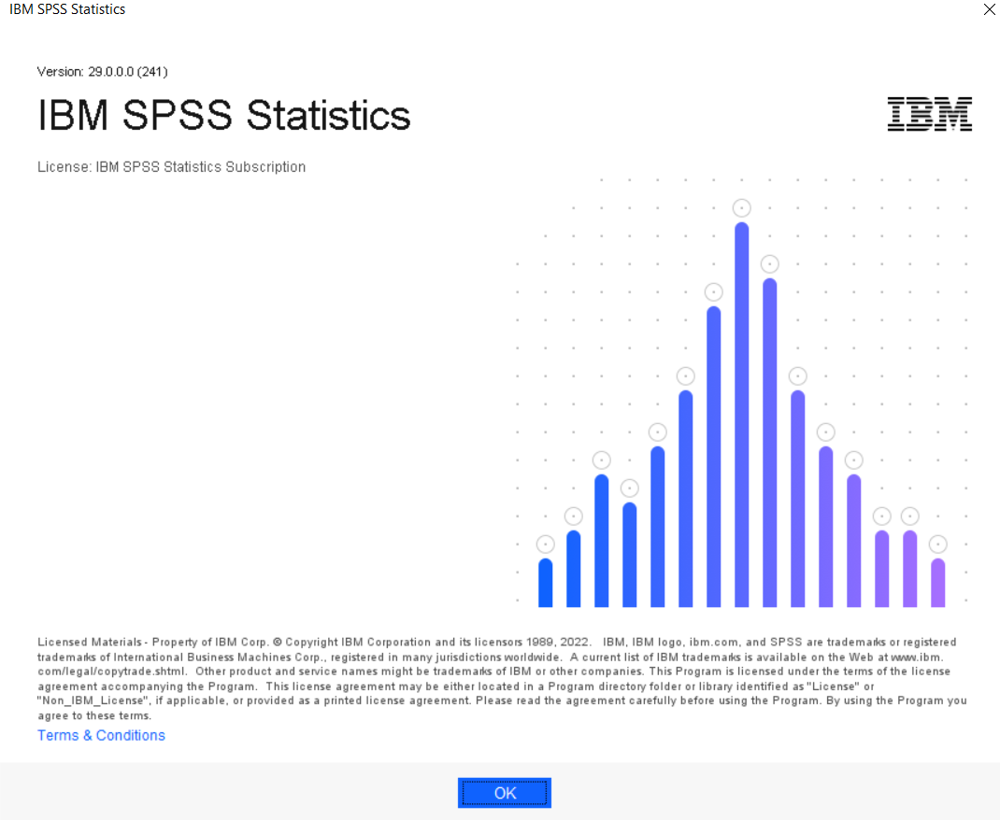 IBM SPSS Statistics
Version: 29.0.0.0 (241)
IBM SPSS Statistics
IBM
License: IBM SPSS Statistics Subscription
Licensed Materials - Property of IBM Corp. © Copyright IBM Corporation and its licensors 1989, 2022.   IBM, IBM logo, ibm.com, and SPSS are trademarks or registered
trademarks of International Business Machines Corp., registered in many jurisdictions worldwide.  A current list of IBM trademarks is available on the Web at www.ibm.
com/legal/copytrade.shtml.  Other product and service names might be trademarks of IBM or other companies. This Program is licensed under the terms of the license
agreement accompanying the Program.  This license agreement may be either located in a Program directory folder or library identified as "License" or
"Non_IBM_License", if applicable, or provided as a printed license agreement. Please read the agreement carefully before using the Program. By using the Program you
agree to these terms.
Terms & Conditions
OK